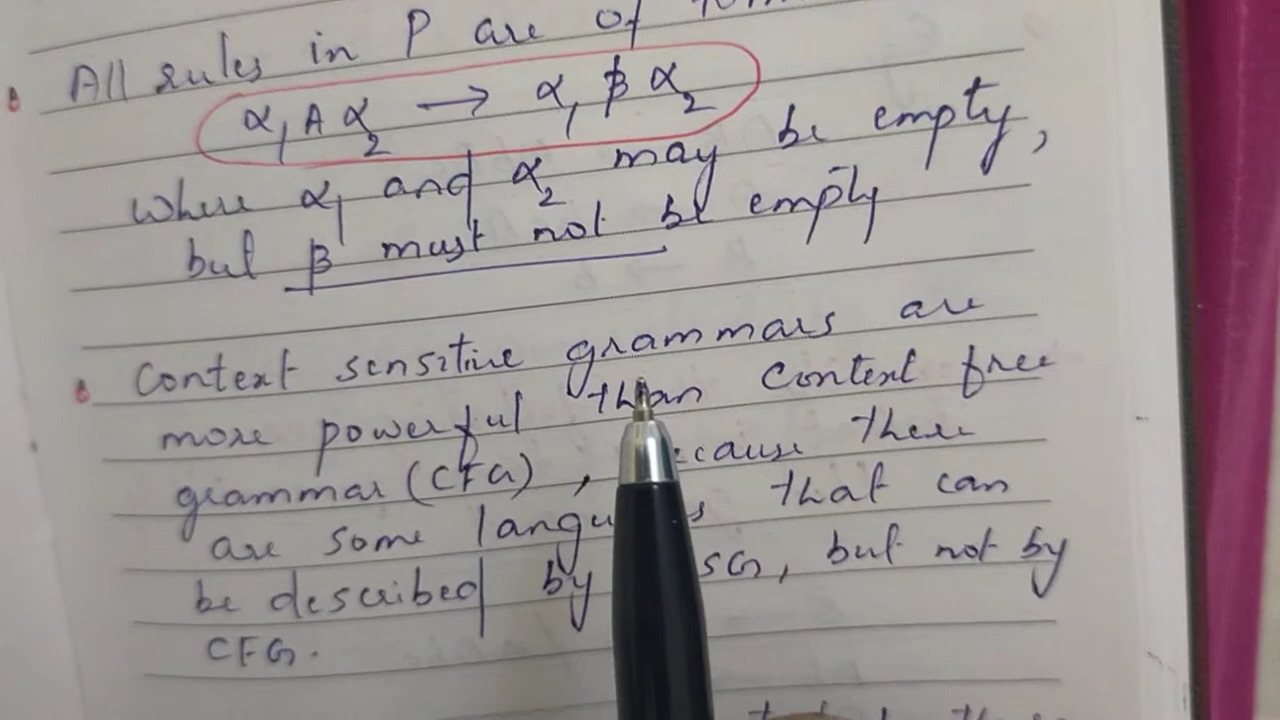 All rules in P are of
α₁ A α₂ → α₁ β α₂
where α₁ and α₂ may be empty,
but β must not be empty
Context sensitive grammars are
more powerful than context free
grammar (CFG), because there
are some langu s that can
be described by SG, but not by
CFG.